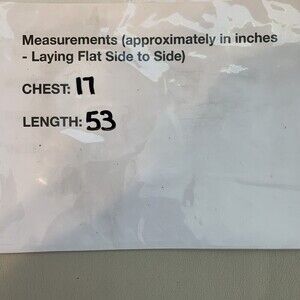 Measurements (approximately in inches
- Laying Flat Side to Side)
CHEST: 17
LENGTH: 53